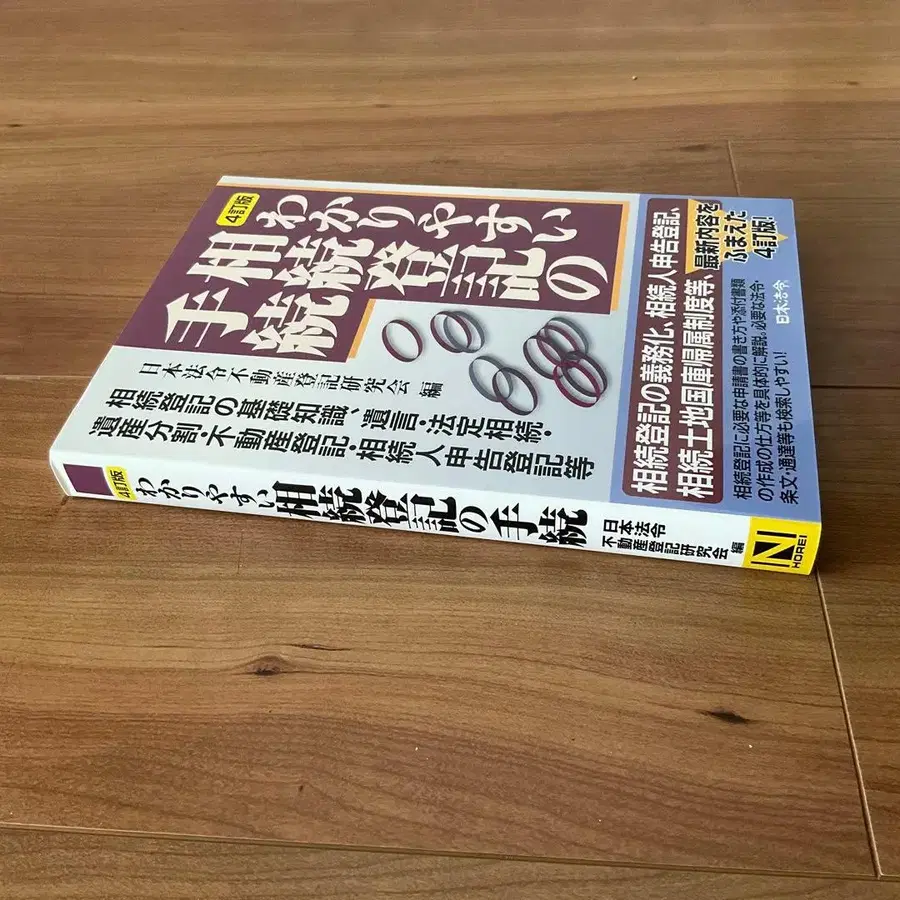 4訂版
わかりやすい
相続登記の
手続
日本法令不動産登記研究会 編
相続登記の基礎知識、遺言・法定相続・
遺産分割・不動産登記・相続人申告登記等
最新内容を
ふまえた
4訂版!
相続登記の義務化、相続人申告登記、
相続土地国庫帰属制度等、
相続登記に必要な申請書の書き方や添付書類
の作成の仕方等を具体的に解説。必要な法令・
条文・通達等も検索しやすい!
日本法令
4訂版
わかりやすい相続登記の手続
日本法令
不動産登記研究会 編
N
HOREI